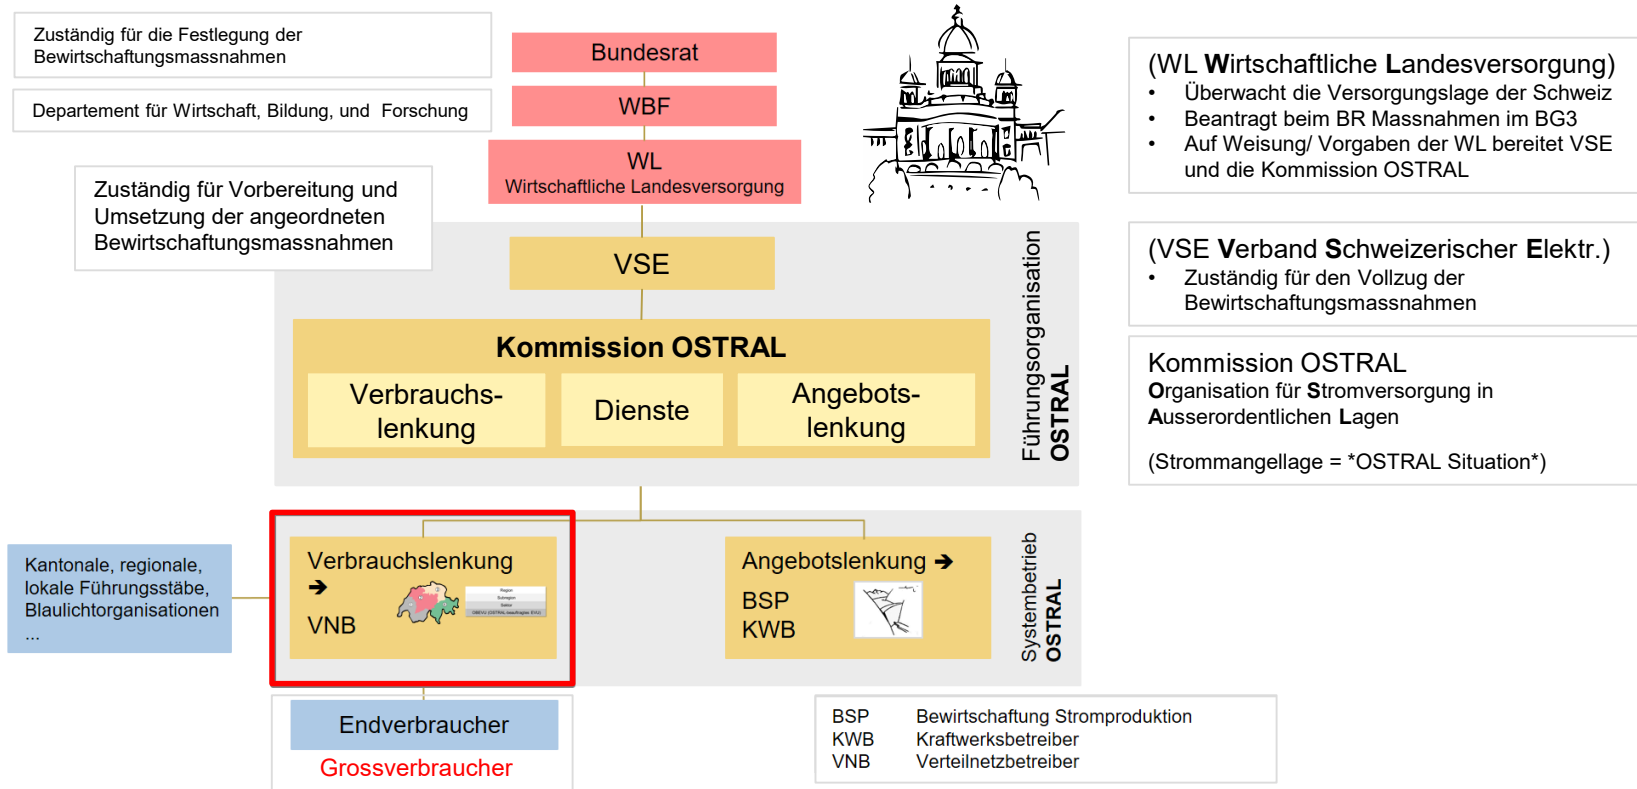 Zuständig für die Festlegung der
Bewirtschaftungsmassnahmen
Departement für Wirtschaft, Bildung, und Forschung
Zuständig für Vorbereitung und
Umsetzung der angeordneten
Bewirtschaftungsmassnahmen
Bundesrat
WBF
WL
Wirtschaftliche Landesversorgung
VSE
Kommission OSTRAL
Verbrauchs-
lenkung
Dienste
Angebots-
lenkung
Führungsorganisation
OSTRAL
(WL Wirtschaftliche Landesversorgung)
• Überwacht die Versorgungslage der Schweiz
• Beantragt beim BR Massnahmen im BG3
• Auf Weisung/ Vorgaben der WL bereitet VSE
und die Kommission OSTRAL
(VSE Verband Schweizerischer Elektr.)
• Zuständig für den Vollzug der
Bewirtschaftungsmassnahmen
Kommission OSTRAL
Organisation für Stromversorgung in
Ausserordentlichen Lagen
(Strommangellage = *OSTRAL Situation*)
Kantonale, regionale,
lokale Führungsstäbe,
Blaulichtorganisationen
...
Verbrauchslenkung
➔
VNB
Region
Subregion
Sektor
Angebotslenkung ➔
BSP
KWB
Systembetrieb
OSTRAL
Endverbraucher
Grossverbraucher
BSP Bewirtschaftung Stromproduktion
KWB Kraftwerksbetreiber
VNB Verteilnetzbetreiber